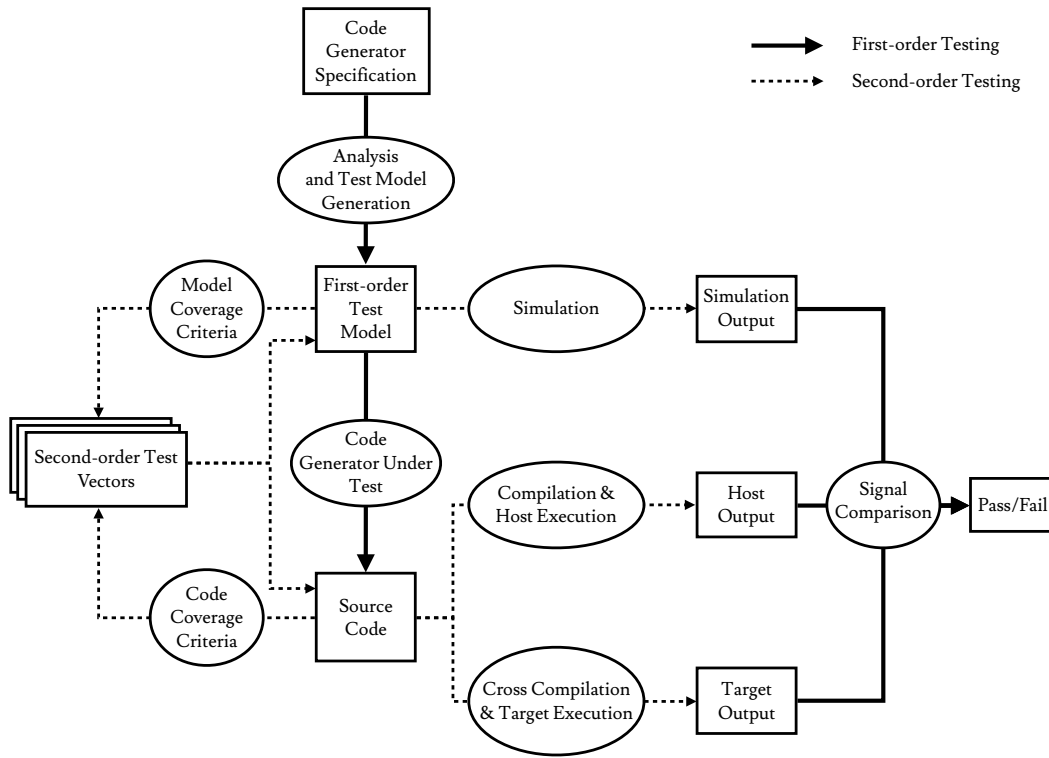 Code
Generator
Specification
First-order Testing
Second-order Testing
Analysis
and Test Model
Generation
Model
Coverage
Criteria
First-order
Test
Model
Simulation
Simulation
Output
Second-order Test
Vectors
Code
Generator Under
Test
Compilation &
Host Execution
Host
Output
Signal
Comparison
Pass/Fail
Code
Coverage
Criteria
Source
Code
Cross Compilation
& Target Execution
Target
Output